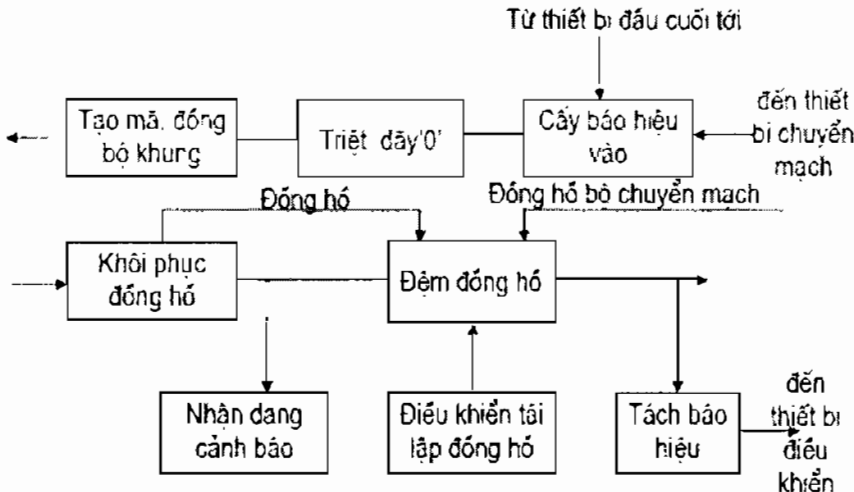 Từ thiết bị đầu cuối tới
Tạo mã, đồng
bộ khung
Triệt dãy'0'
Cấy báo hiệu
vào
đến thiết
bị chuyển
mạch
Đồng hồ
Đồng hồ bộ chuyển mạch
Khôi phục
đồng hồ
Đệm đồng hồ
Nhận dang
cảnh báo
Điều khiển tái
lập đồng hồ
Tách báo
hiệu
đến
thiết bị
điều
khiển